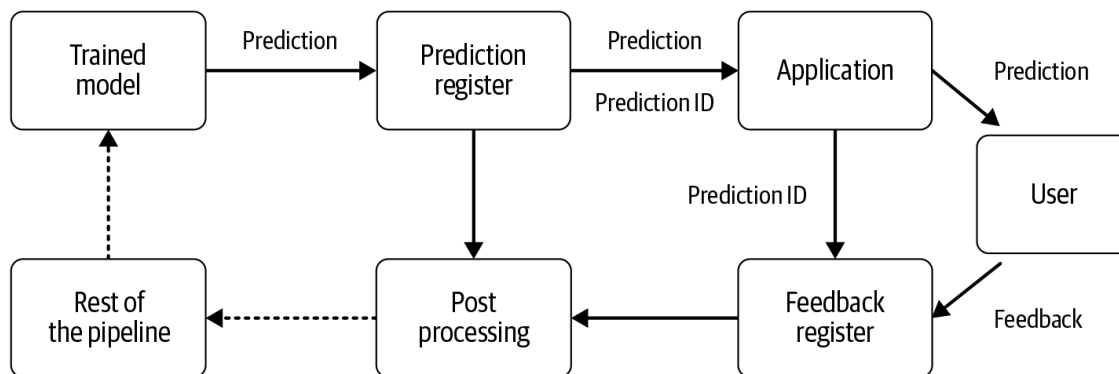 Trained
model
Prediction
Prediction
register
Prediction
Prediction ID
Application
Prediction
User
Prediction ID
Rest of
the pipeline
Post
processing
Feedback
register
Feedback